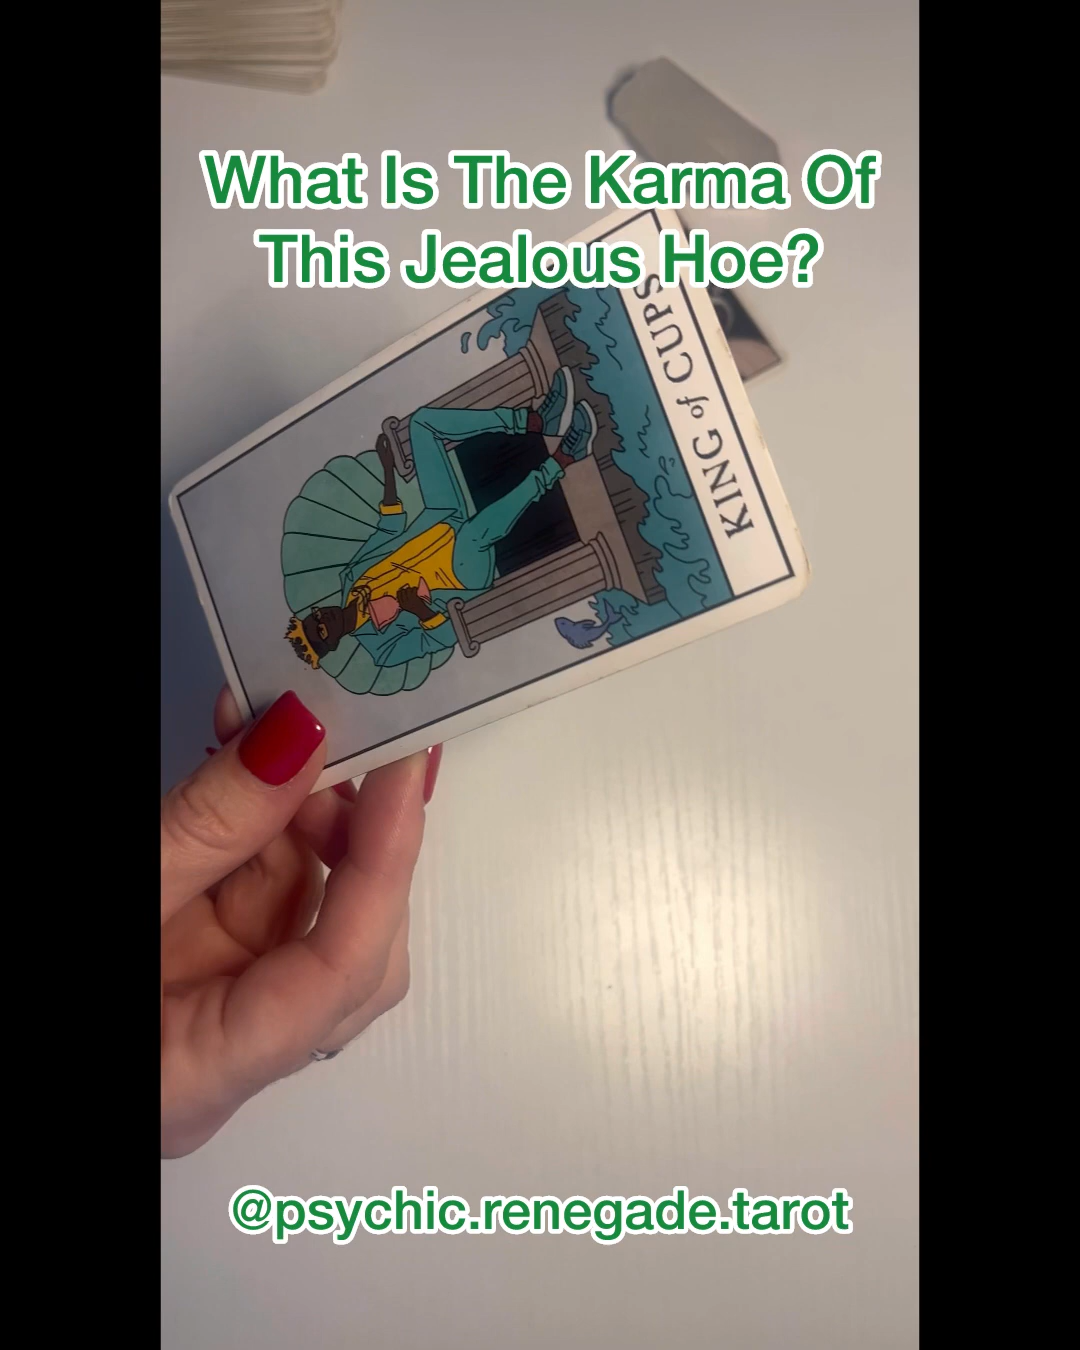 What Is The Karma Of
This Jealous Hoe?
KING of CUPS
@psychic.renegade.tarot